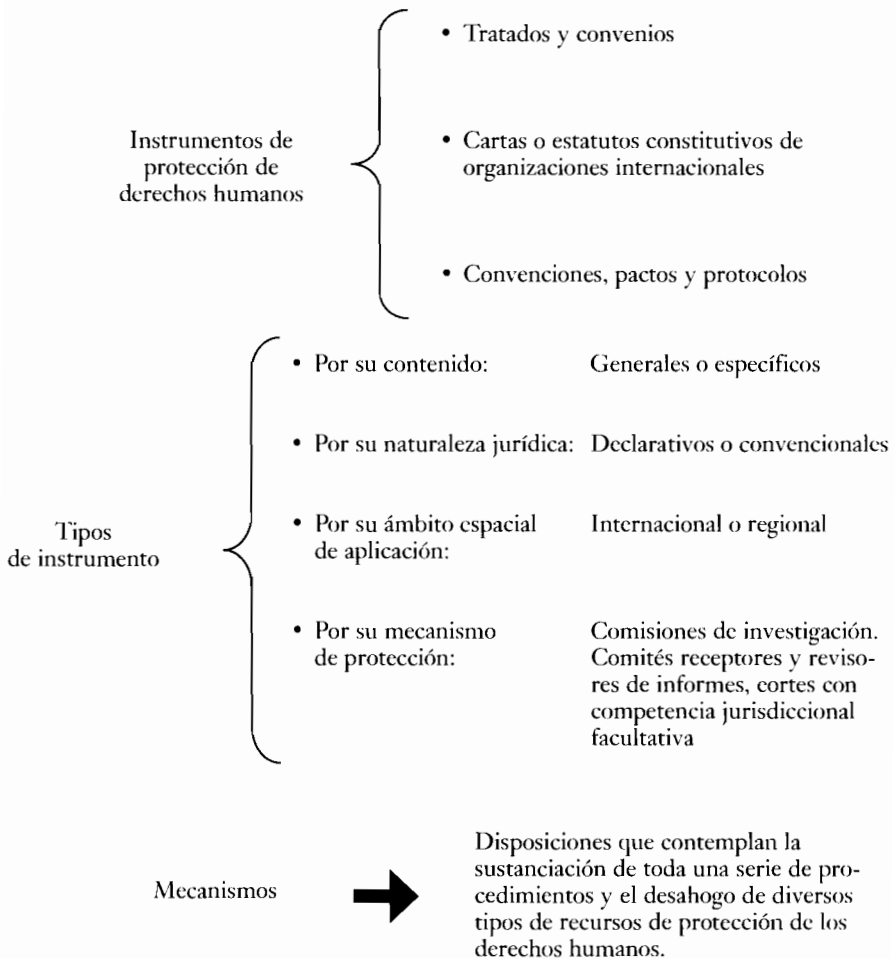 • Tratados y convenios
Instrumentos de
protección de
derechos humanos
• Cartas o estatutos constitutivos de
organizaciones internacionales
• Convenciones, pactos y protocolos
Tipos
de instrumento
• Por su contenido: Generales o específicos
• Por su naturaleza jurídica: Declarativos o convencionales
• Por su ámbito espacial
de aplicación:
Internacional o regional
• Por su mecanismo
de protección:
Comisiones de investigación.
Comités receptores y reviso-
res de informes, cortes con
competencia jurisdiccional
facultativa
Mecanismos
Disposiciones que contemplan la
sustanciación de toda una serie de pro-
cedimientos y el desahogo de diversos
tipos de recursos de protección de los
derechos humanos.